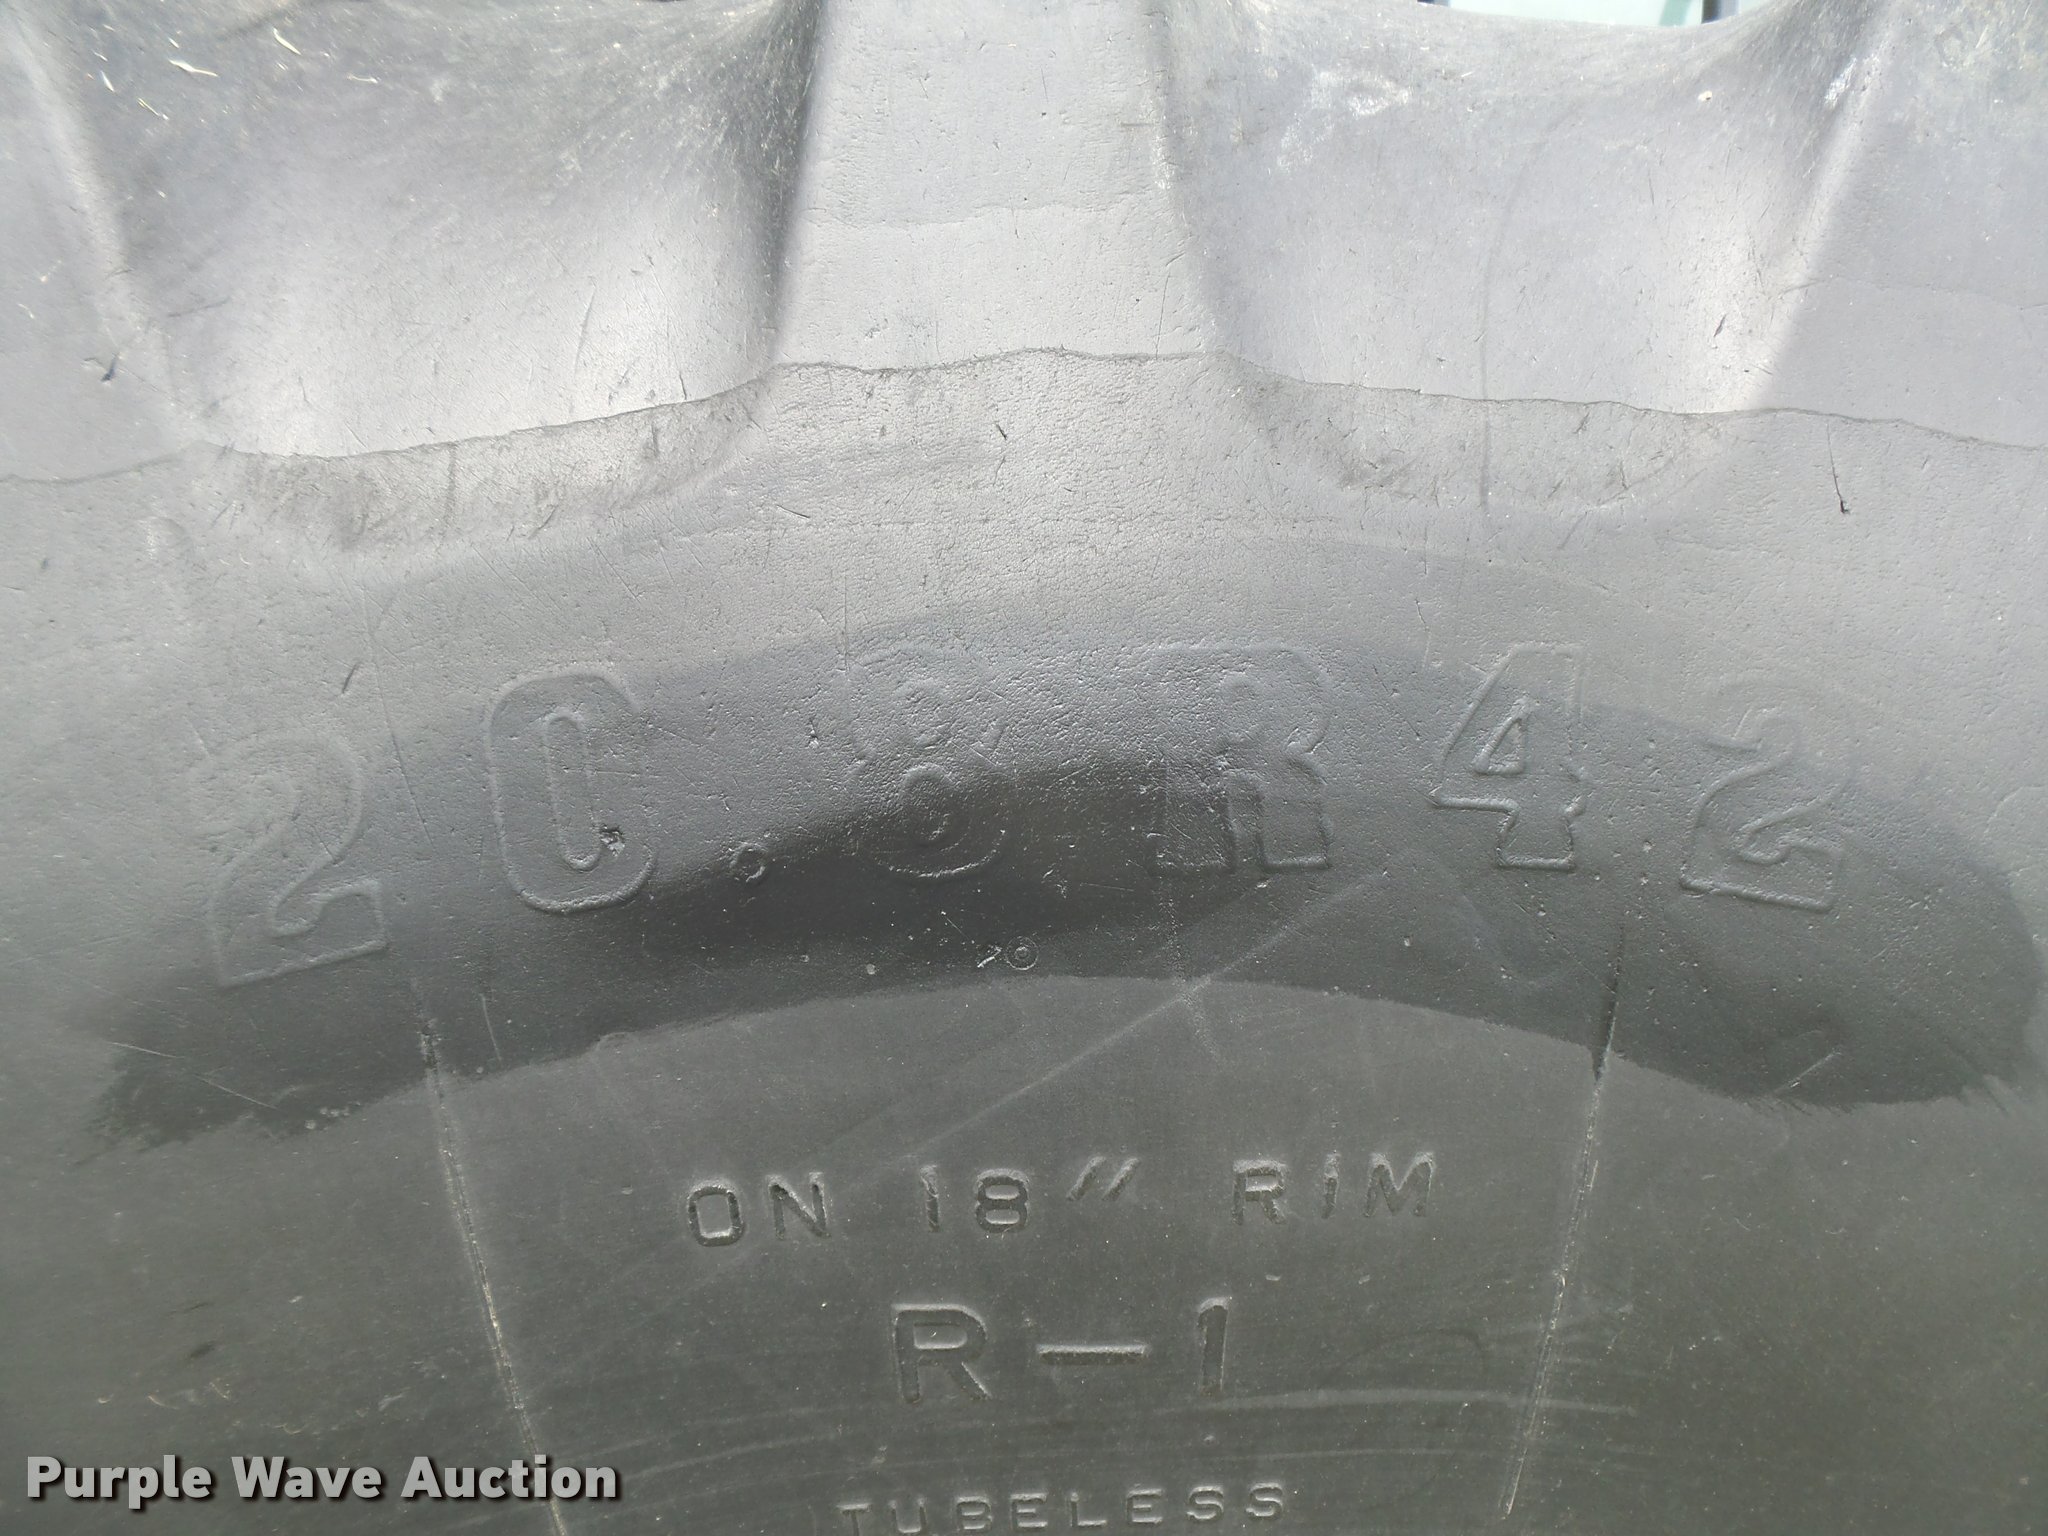 20.8R42
ON 18" RIM
R-1
TUBELESS
Purple Wave Auction